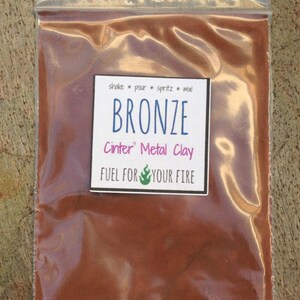 shake * pour * spritz * mix!
BRONZE
Cinter® Metal Clay
FUEL FOR YOUR FIRE